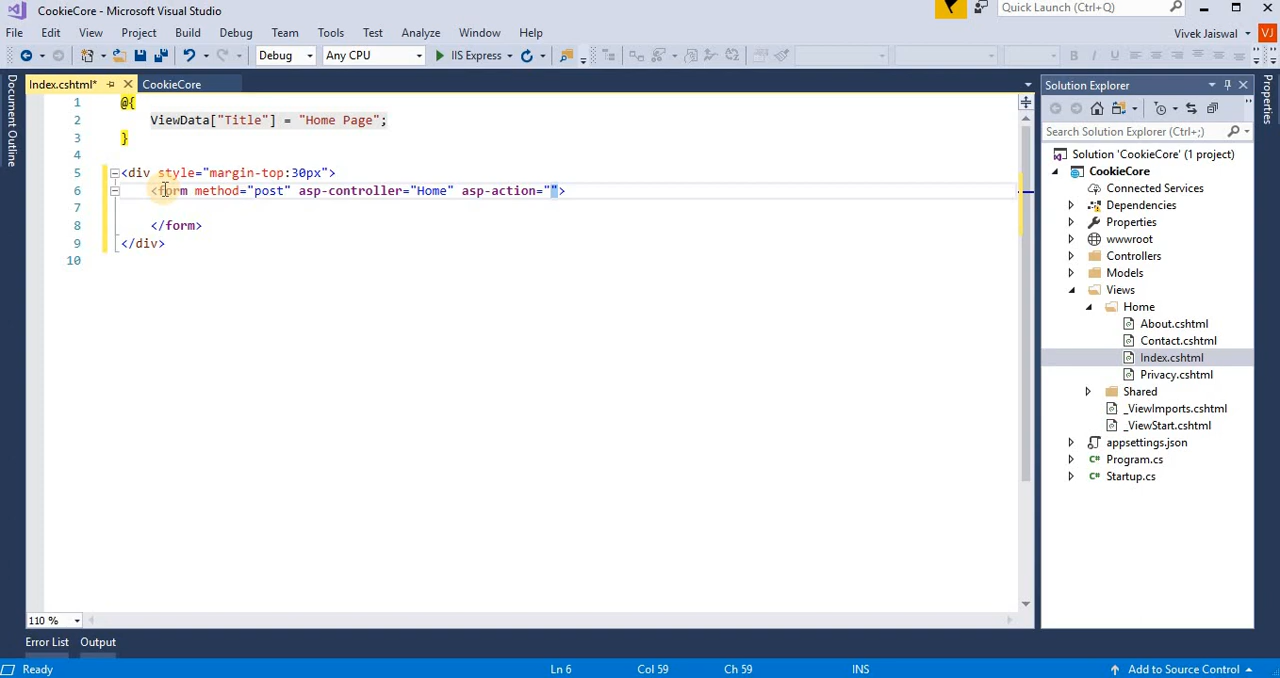 CookieCore - Microsoft Visual Studio
Quick Launch (Ctrl+Q)
File Edit View Project Build Debug Team Tools Test Analyze Window Help
Vivek Jaiswal VJ
Debug Any CPU IIS Express
Index.cshtml* CookieCore
Document Outline
1 @{
2 ViewData["Title"] = "Home Page";
3 }
4
5 <div style="margin-top:30px">
6 <form method="post" asp-controller="Home" asp-action="">
7
8 </form>
9 </div>
10
Solution Explorer
Search Solution Explorer (Ctrl+;)
Solution 'CookieCore' (1 project)
CookieCore
Connected Services
Dependencies
Properties
wwwroot
Controllers
Models
Views
Home
About.cshtml
Contact.cshtml
Index.cshtml
Privacy.cshtml
Shared
_ViewImports.cshtml
_ViewStart.cshtml
appsettings.json
Program.cs
Startup.cs
Properties
110 %
Error List Output
Ready Ln 6 Col 59 Ch 59 INS Add to Source Control